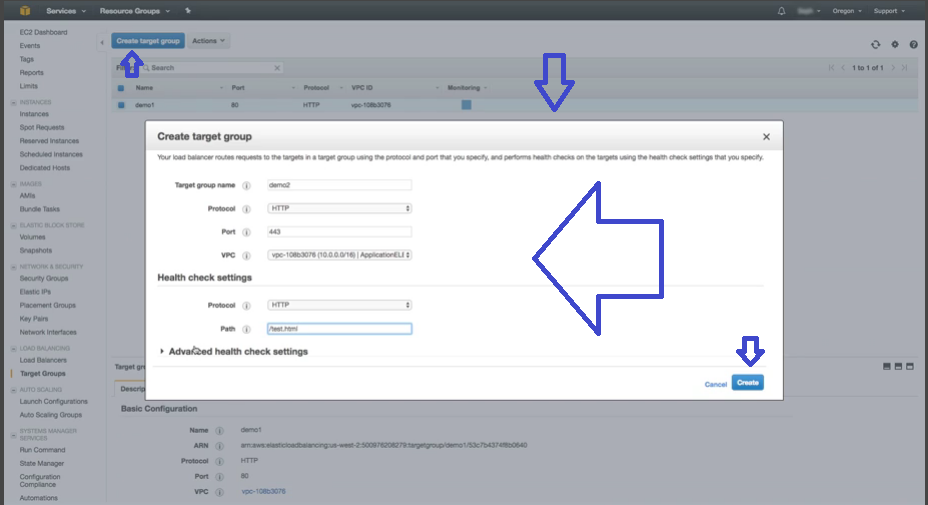 Services Resource Groups Oregon Support
EC2 Dashboard
Events
Tags
Reports
Limits
INSTANCES
Instances
Spot Requests
Reserved Instances
Scheduled Instances
Dedicated Hosts
IMAGES
AMIs
Bundle Tasks
ELASTIC BLOCK STORE
Volumes
Snapshots
NETWORK & SECURITY
Security Groups
Elastic IPs
Placement Groups
Key Pairs
Network Interfaces
LOAD BALANCING
Load Balancers
Target Groups
AUTO SCALING
Launch Configurations
Auto Scaling Groups
SYSTEMS MANAGER
SERVICES
Run Command
State Manager
Configuration
Compliance
Automations
Create target group Actions
Search 1 to 1 of 1
Name Port Protocol VPC ID Monitoring
demo1 80 HTTP vpc-108b3076
Create target group
Your load balancer routes requests to the targets in a target group using the protocol and port that you specify, and performs health checks on the targets using the health check settings that you specify.
Target group name demo2
Protocol HTTP
Port 443
VPC vpc-108b3076 (10.0.0.0/16) | ApplicationELB
Health check settings
Protocol HTTP
Path /test.html
Advanced health check settings
Cancel Create
Target gr
Descrip
Basic Configuration
Name demo1
ARN arn:aws:elasticloadbalancing:us-west-2:500976208279:targetgroup/demo1/53c7b4374f8b0640
Protocol HTTP
Port 80
VPC vpc-108b3076